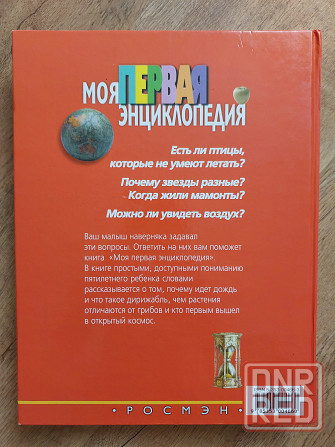 МОЯ ПЕРВАЯ
ЭНЦИКЛОПЕДИЯ
Есть ли птицы,
которые не умеют летать?
Почему звезды разные?
Когда жили мамонты?
Можно ли увидеть воздух?
Ваш малыш наверняка задавал
эти вопросы. Ответить на них вам поможет
книга «Моя первая энциклопедия».
В книге простыми, доступными пониманию
пятилетнего ребенка словами
рассказывается о том, почему идет дождь
и что такое дирижабль, чем растения
отличаются от грибов и кто первым вышел
в открытый космос.
• РОСМЭН •
DNR
RED